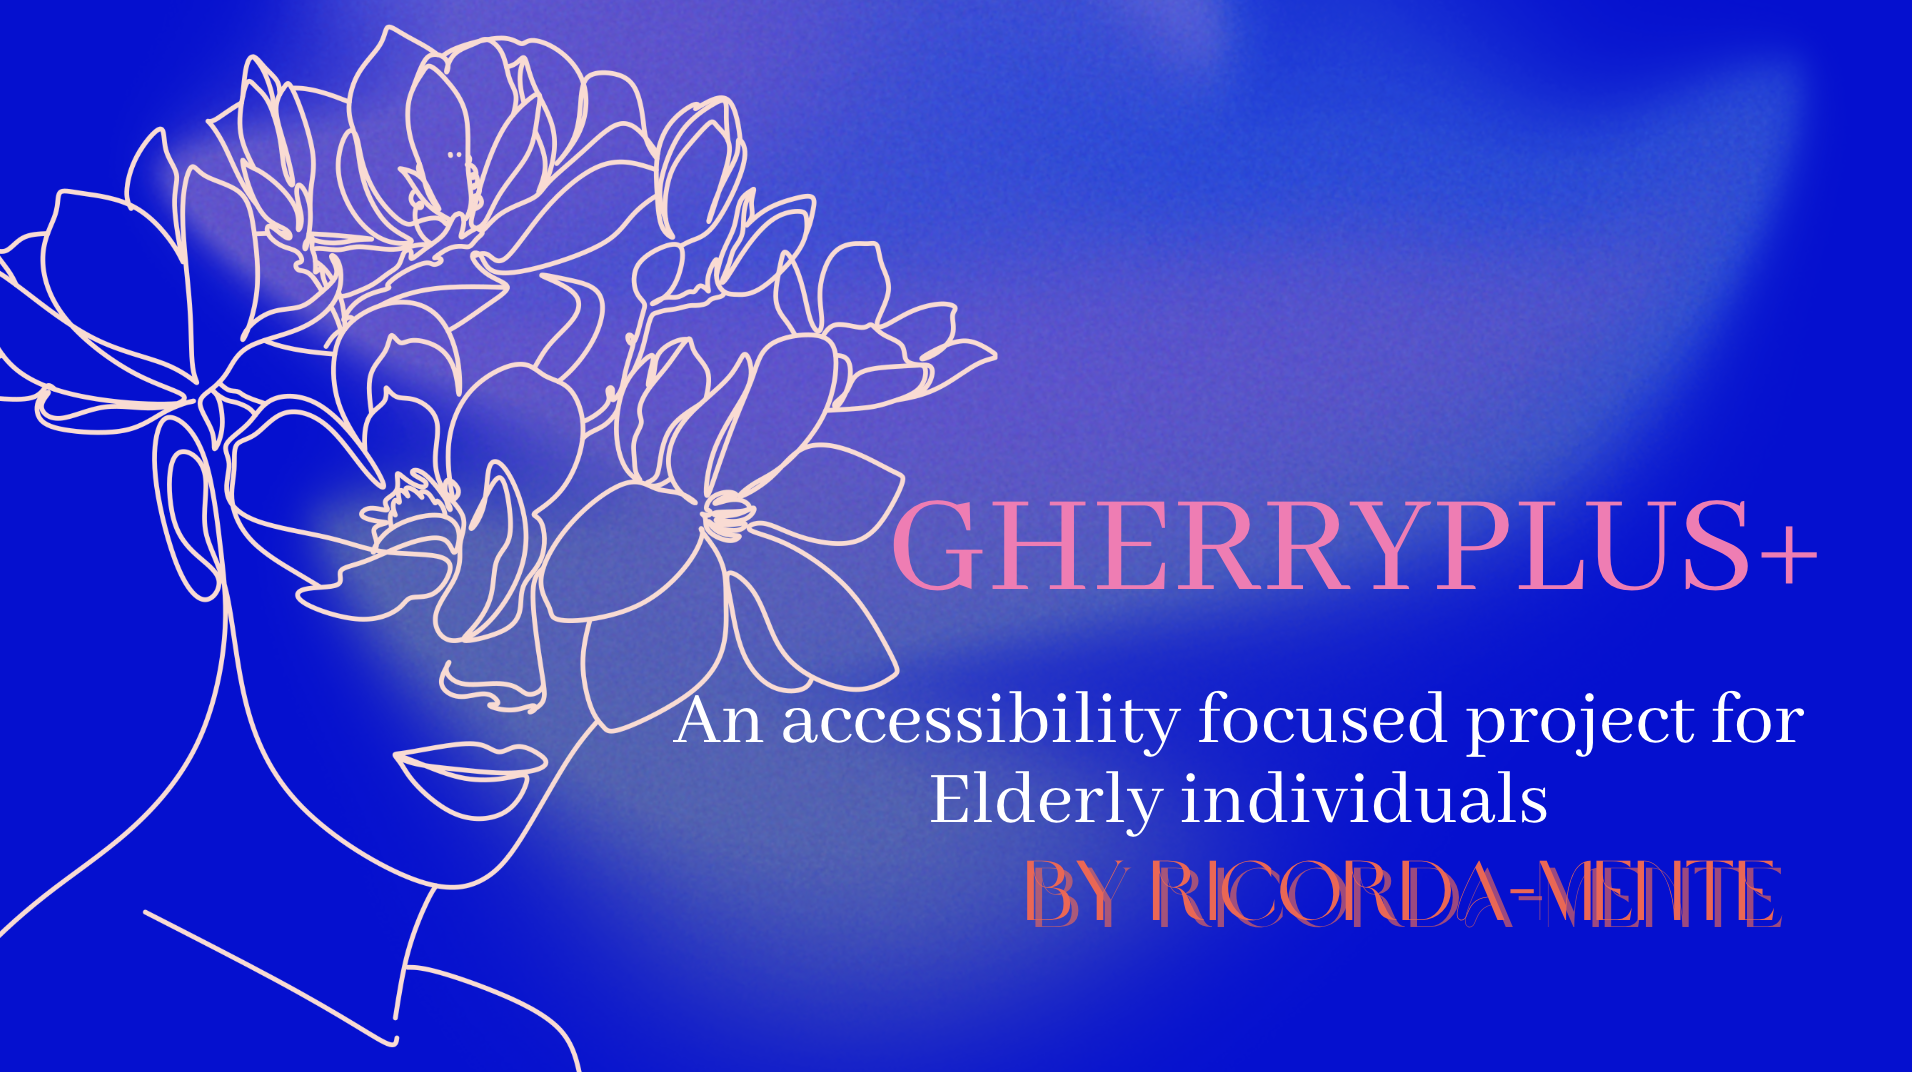 GHERRYPLUS+
An accessibility focused project for
Elderly individuals
BY RICORDA-MENTE